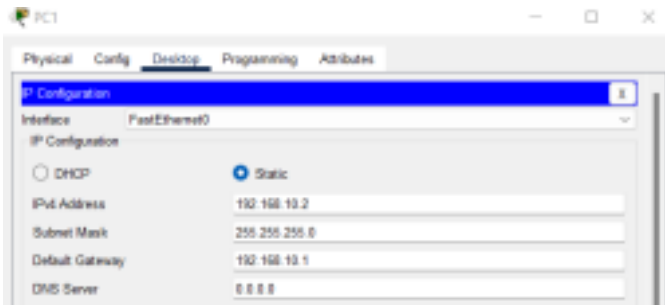 PC1
Physical Config Desktop Programming Attributes
IP Configuration X
Interface FastEthernet0
IP Configuration
DHCP Static
IPv4 Address 192.168.10.2
Subnet Mask 255.255.255.0
Default Gateway 192.168.10.1
DNS Server 0.0.0.0